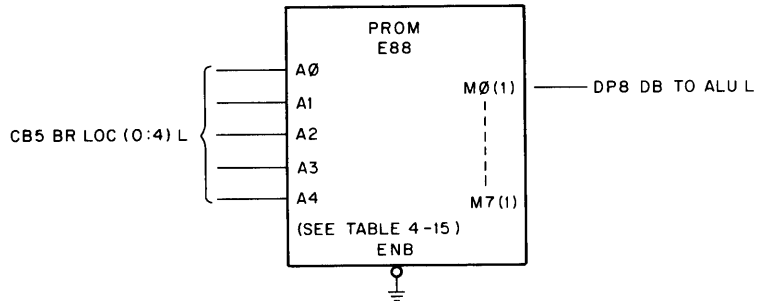 PROM
E88
AØ
A1
A2
A3
A4
CB5 BR LOC (0:4) L
MØ(1)
DP8 DB TO ALU L
M7(1)
(SEE TABLE 4-15)
ENB